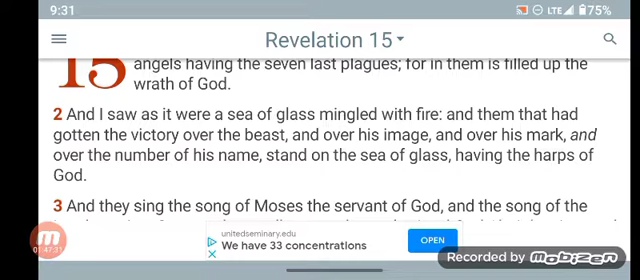 9:31
LTE 75%
Revelation 15
15 angels having the seven last plagues; for in them is filled up the
wrath of God.
2 And I saw as it were a sea of glass mingled with fire: and them that had
gotten the victory over the beast, and over his image, and over his mark, and
over the number of his name, stand on the sea of glass, having the harps of
God.
3 And they sing the song of Moses the servant of God, and the song of the
unitedseminary.edu
We have 33 concentrations
OPEN
Recorded by
MOBIZEN